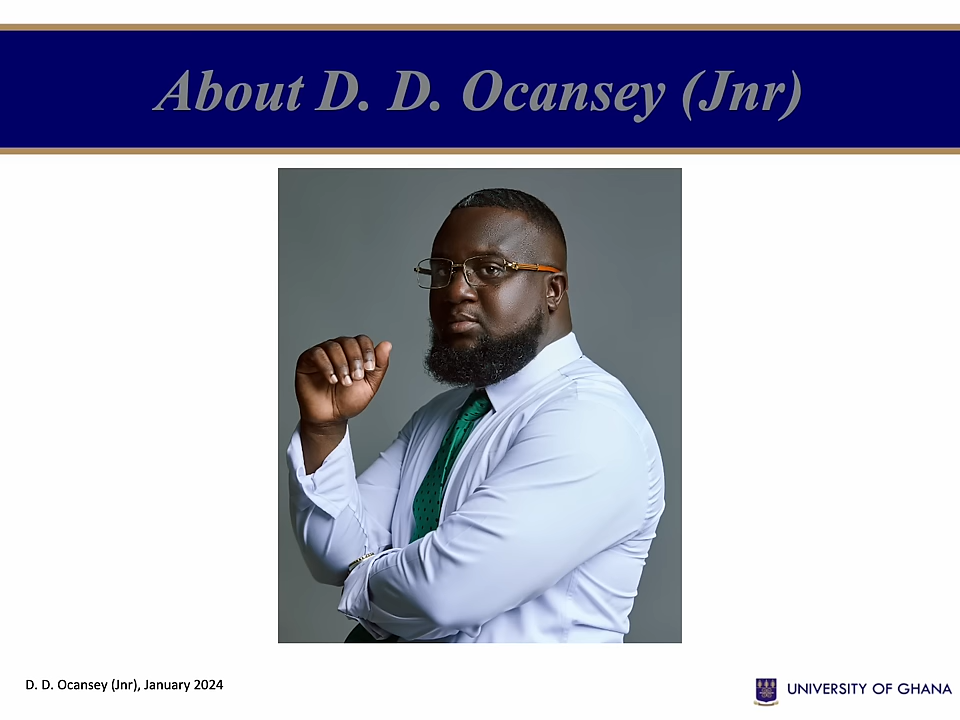 About D. D. Ocansey (Jnr)
D. D. Ocansey (Jnr), January 2024
UNIVERSITY OF GHANA